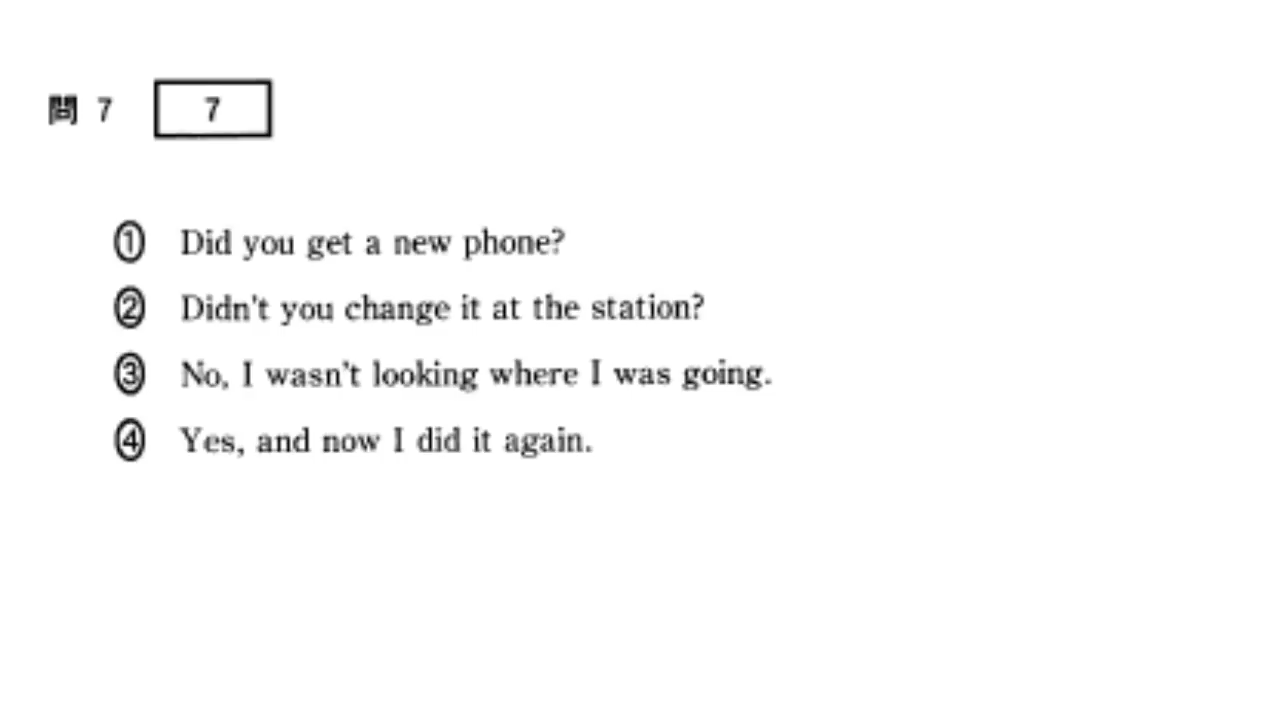 問 7 7
① Did you get a new phone?
② Didn't you change it at the station?
③ No, I wasn't looking where I was going.
④ Yes, and now I did it again.